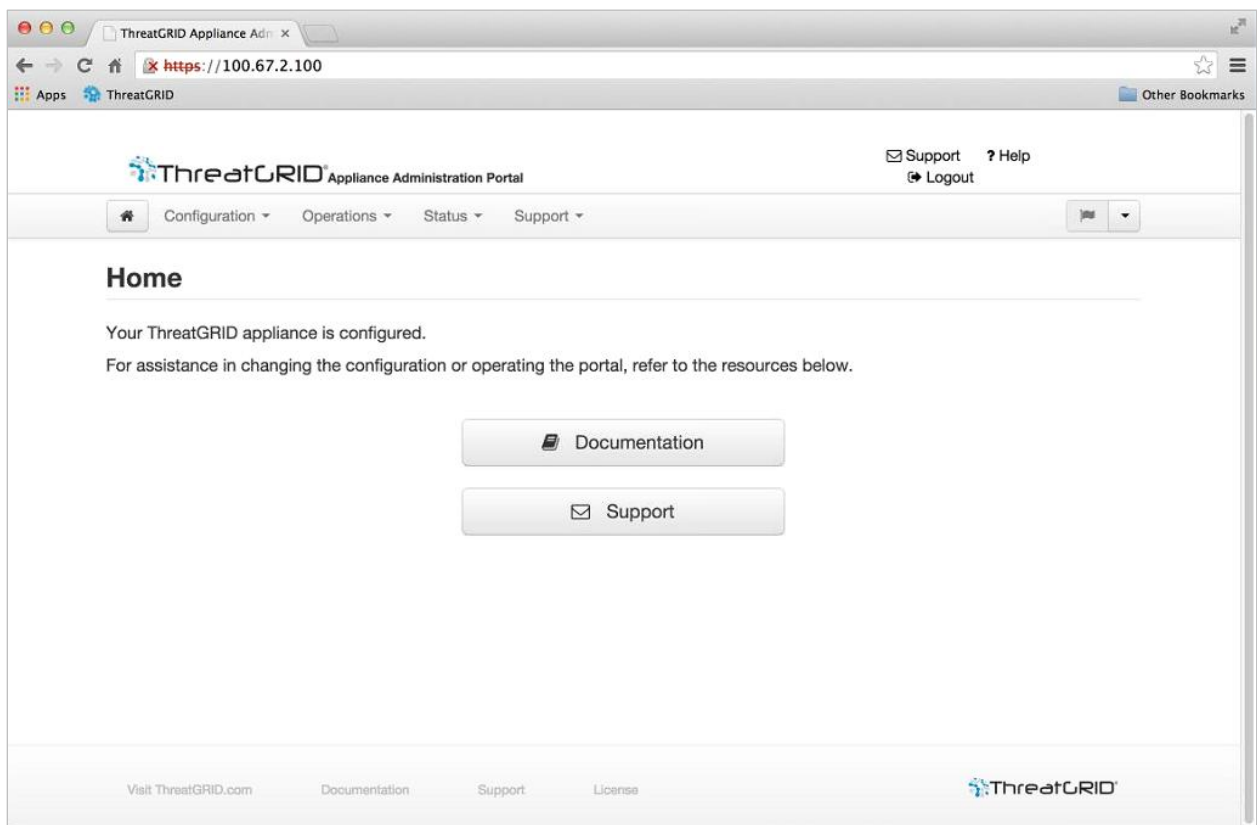 ThreatGRID Appliance Adm
https://100.67.2.100
Apps ThreatGRID Other Bookmarks
ThreatGRID® Appliance Administration Portal
Support ? Help
Logout
Configuration Operations Status Support
Home
Your ThreatGRID appliance is configured.
For assistance in changing the configuration or operating the portal, refer to the resources below.
Documentation
Support
Visit ThreatGRID.com Documentation Support License ThreatGRID®